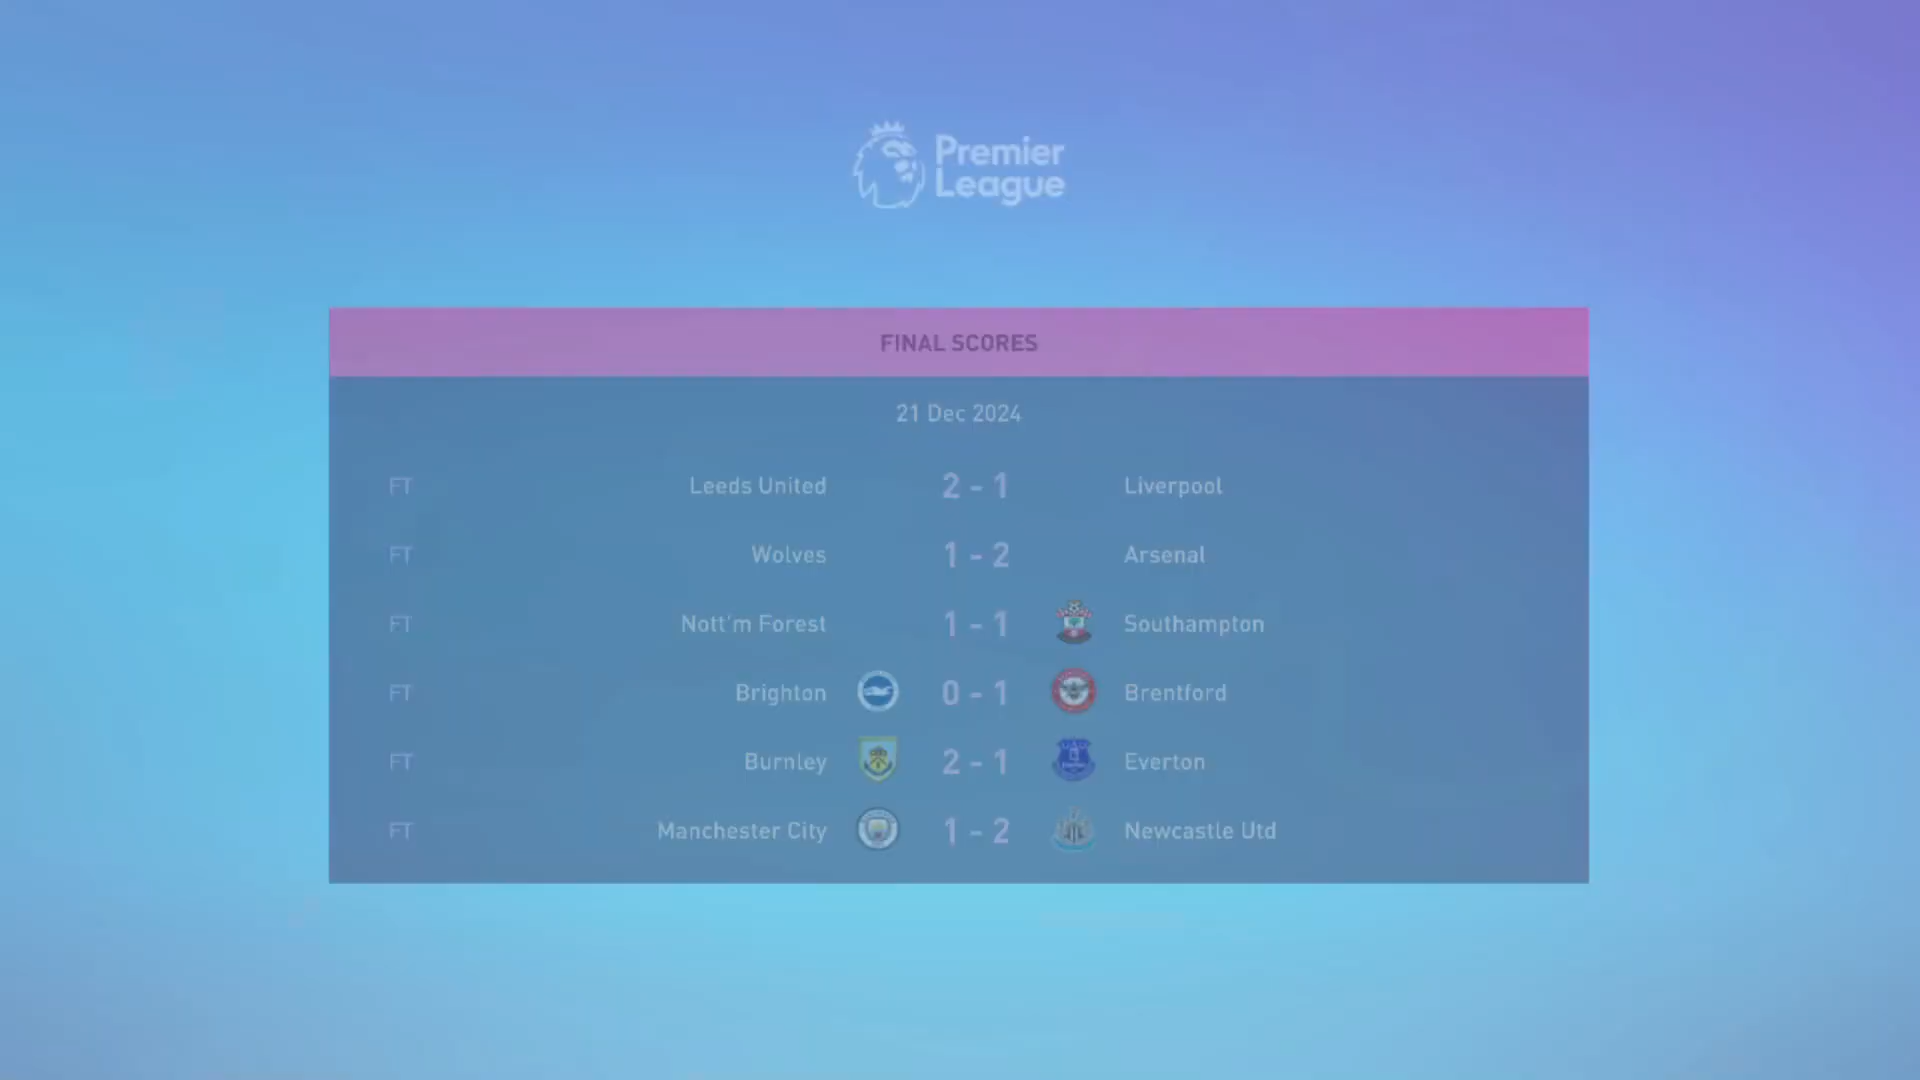 Premier
League
FINAL SCORES
21 Dec 2024
FT Leeds United 2 - 1 Liverpool
FT Wolves 1 - 2 Arsenal
FT Nott'm Forest 1 - 1 Southampton
FT Brighton 0 - 1 Brentford
FT Burnley 2 - 1 Everton
FT Manchester City 1 - 2 Newcastle Utd